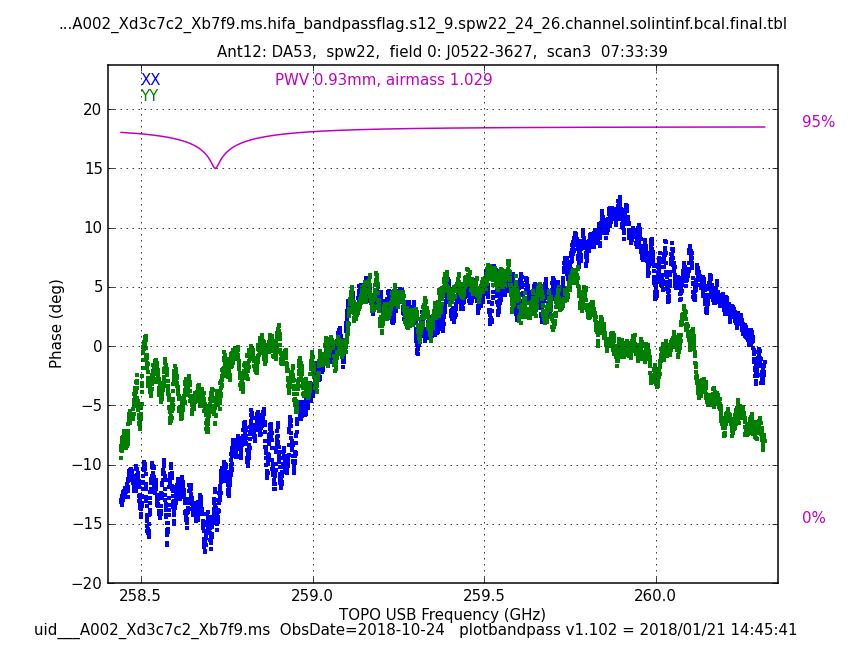 ...A002_Xd3c7c2_Xb7f9.ms.hifa_bandpassflag.s12_9.spw22_24_26.channel.solintinf.bcal.final.tbl
Ant12: DA53, spw22, field 0: J0522-3627, scan3 07:33:39
XX PWV 0.93mm, airmass 1.029
YY
20
95%
15
10
5
0
−5
−10
−15
−20
0%
Phase (deg)
258.5 259.0 259.5 260.0
TOPO USB Frequency (GHz)
uid___A002_Xd3c7c2_Xb7f9.ms ObsDate=2018-10-24 plotbandpass v1.102 = 2018/01/21 14:45:41